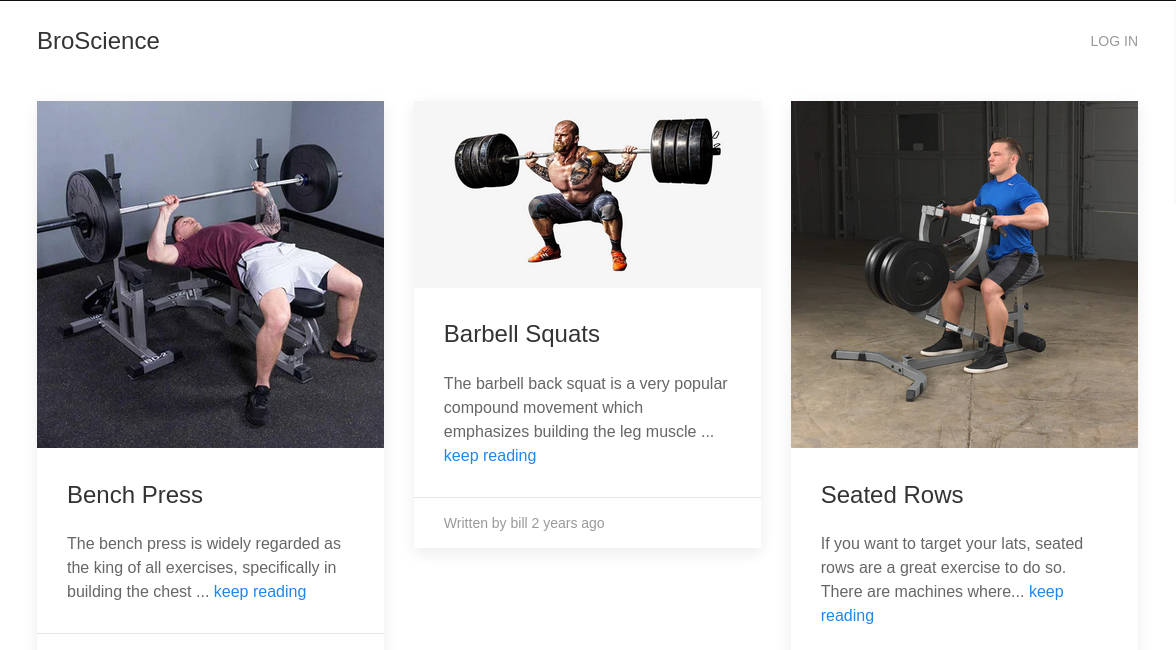 BroScience
LOG IN
Bench Press
The bench press is widely regarded as
the king of all exercises, specifically in
building the chest ... keep reading
Barbell Squats
The barbell back squat is a very popular
compound movement which
emphasizes building the leg muscle ...
keep reading
Written by bill 2 years ago
Seated Rows
If you want to target your lats, seated
rows are a great exercise to do so.
There are machines where... keep
reading